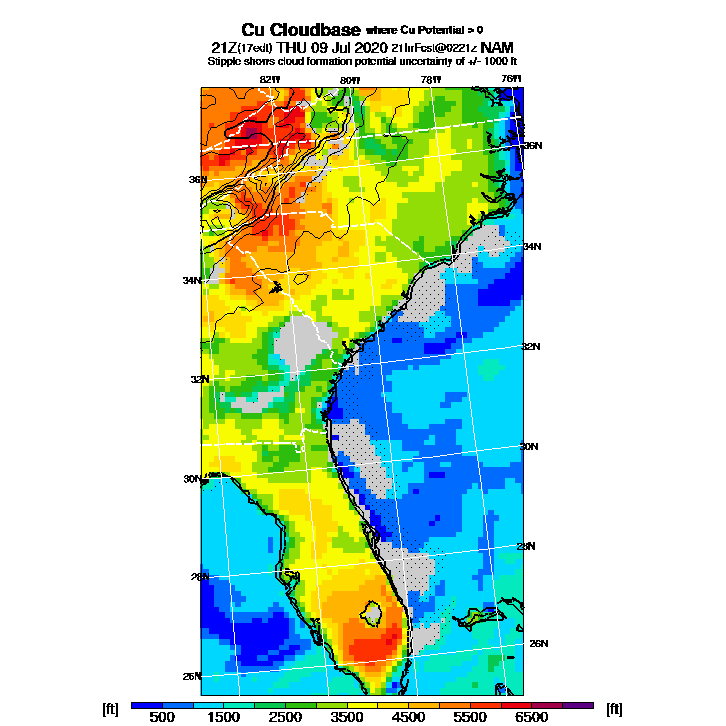 Cu Cloudbase where Cu Potential > 0
21Z(17edt) THU 09 Jul 2020 21hrFcst@0221z NAM
Stipple shows cloud formation potential uncertainty of +/- 1000 ft
82W 80W 78W 76W
36N
36N
34N
34N
32N
32N
30N
30N
28N
28N
26N
26N
[ft] 500 1500 2500 3500 4500 5500 6500 [ft]